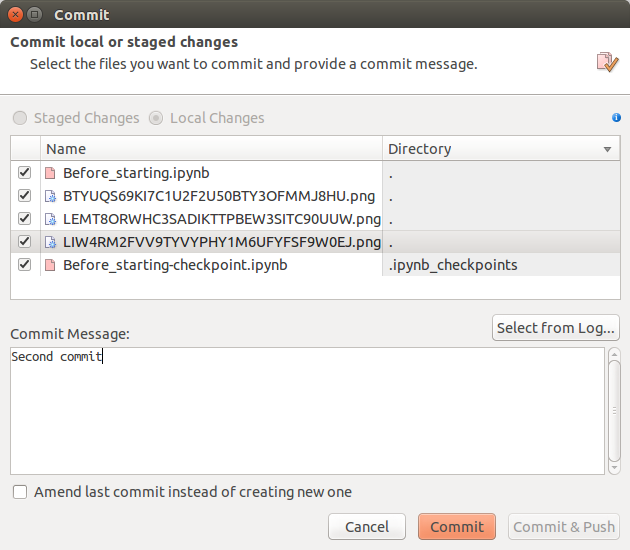 Commit
Commit local or staged changes
Select the files you want to commit and provide a commit message.
Staged Changes Local Changes
Name Directory
Before_starting.ipynb .
BTYUQS69KI7C1U2F2U50BTY3OFMMJ8HU.png .
LEMT8ORWHC3SADIKTTPBEW3SITC90UUW.png .
LIW4RM2FVV9TYVYPHY1M6UFYFSF9W0EJ.png .
Before_starting-checkpoint.ipynb .ipynb_checkpoints
Select from Log...
Commit Message:
Second commit
Amend last commit instead of creating new one
Cancel Commit Commit & Push